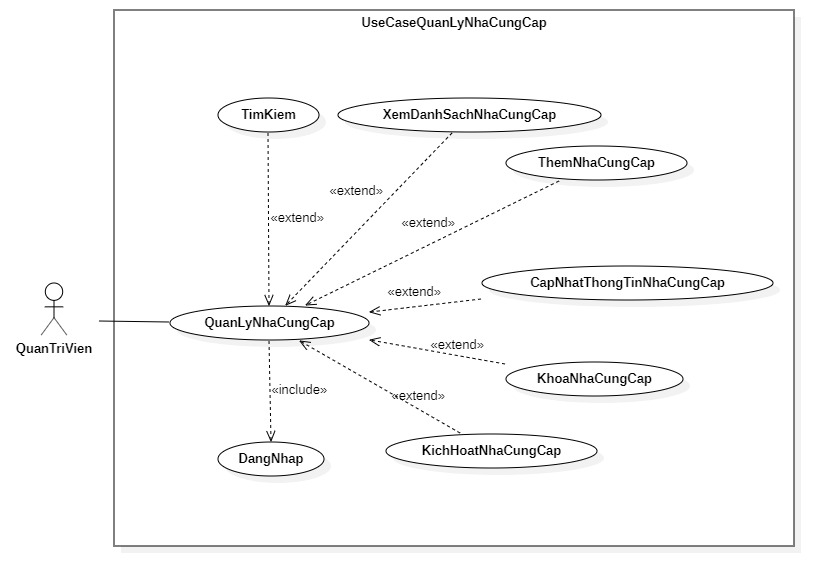 UseCaseQuanLyNhaCungCap
TimKiem
XemDanhSachNhaCungCap
ThemNhaCungCap
«extend»
«extend»
«extend»
CapNhatThongTinNhaCungCap
«extend»
QuanLyNhaCungCap
QuanTriVien
«extend»
KhoaNhaCungCap
«include»
«extend»
KichHoatNhaCungCap
DangNhap